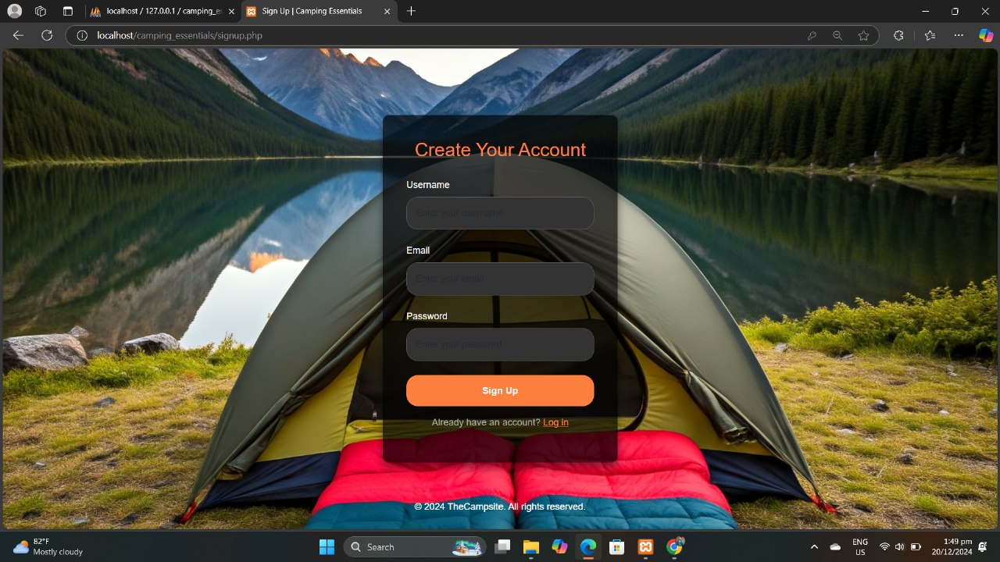 localhost / 127.0.0.1 / camping_es
Sign Up | Camping Essentials
localhost/camping_essentials/signup.php
Create Your Account
Username
Enter your username
Email
Enter your email
Password
Enter your password
Sign Up
Already have an account? Log in
© 2024 TheCampsite. All rights reserved.
82°F
Mostly cloudy
Search
ENG
US
1:49 pm
20/12/2024